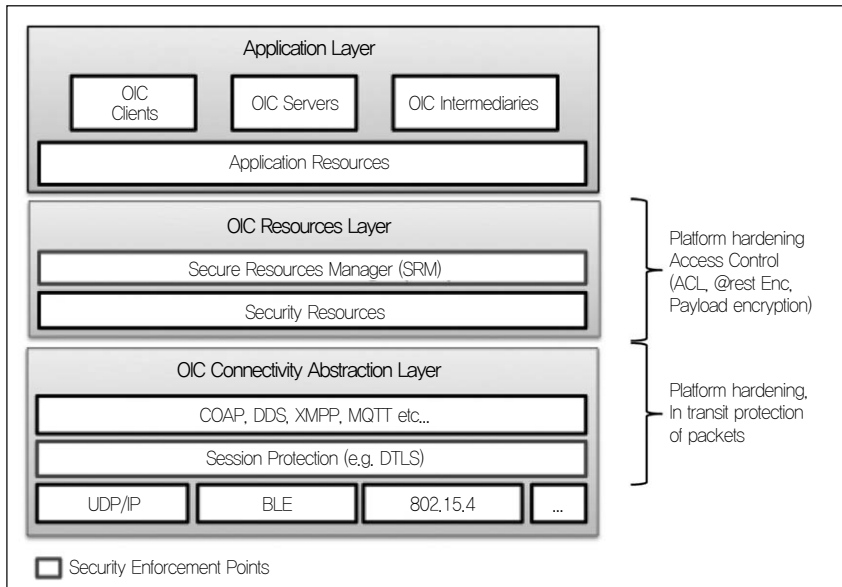 Application Layer
OIC
Clients
OIC Servers
OIC Intermediaries
Application Resources
OIC Resources Layer
Secure Resources Manager (SRM)
Security Resources
Platform hardening
Access Control
(ACL, @rest Enc,
Payload encryption)
OIC Connectivity Abstraction Layer
COAP, DDS, XMPP, MQTT etc...
Session Protection (e.g. DTLS)
UDP/IP
BLE
802.15.4
...
Platform hardening,
In transit protection
of packets
Security Enforcement Points